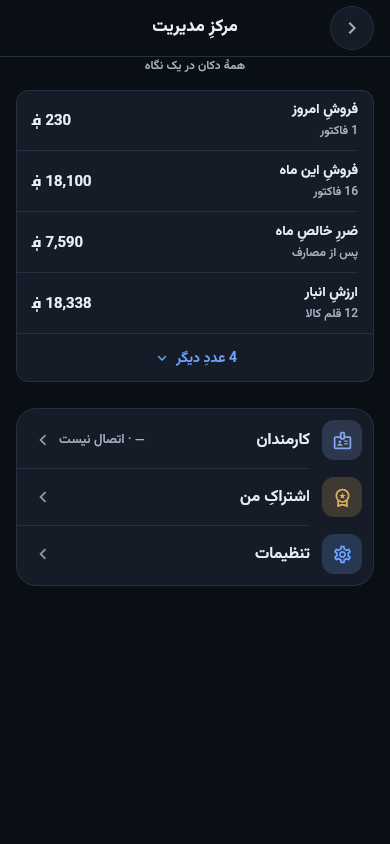 مرکزِ مدیریت
همهٔ دکان در یک نگاه
فروشِ امروز
1 فاکتور
230 ؋
فروشِ این ماه
16 فاکتور
18,100 ؋
ضررِ خالصِ ماه
پس از مصارف
7,590 ؋
ارزشِ انبار
12 قلم کالا
18,338 ؋
4 عددِ دیگر
کارمندان
— · اتصال نیست
اشتراکِ من
تنظیمات